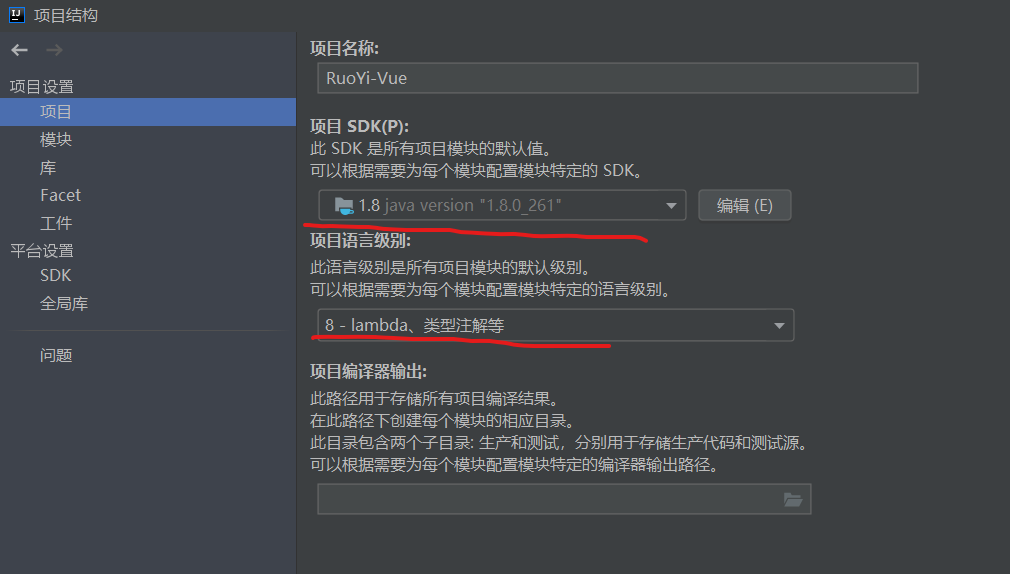 项目结构
项目设置
项目
模块
库
Facet
工件
平台设置
SDK
全局库
问题
项目名称:
RuoYi-Vue
项目 SDK(P):
此 SDK 是所有项目模块的默认值。
可以根据需要为每个模块配置模块特定的 SDK。
1.8 java version "1.8.0_261"
编辑 (E)
项目语言级别:
此语言级别是所有项目模块的默认级别。
可以根据需要为每个模块配置模块特定的语言级别。
8 - lambda、类型注解等
项目编译器输出:
此路径用于存储所有项目编译结果。
在此路径下创建每个模块的相应目录。
此目录包含两个子目录: 生产和测试，分别用于存储生产代码和测试源。
可以根据需要为每个模块配置模块特定的编译器输出路径。